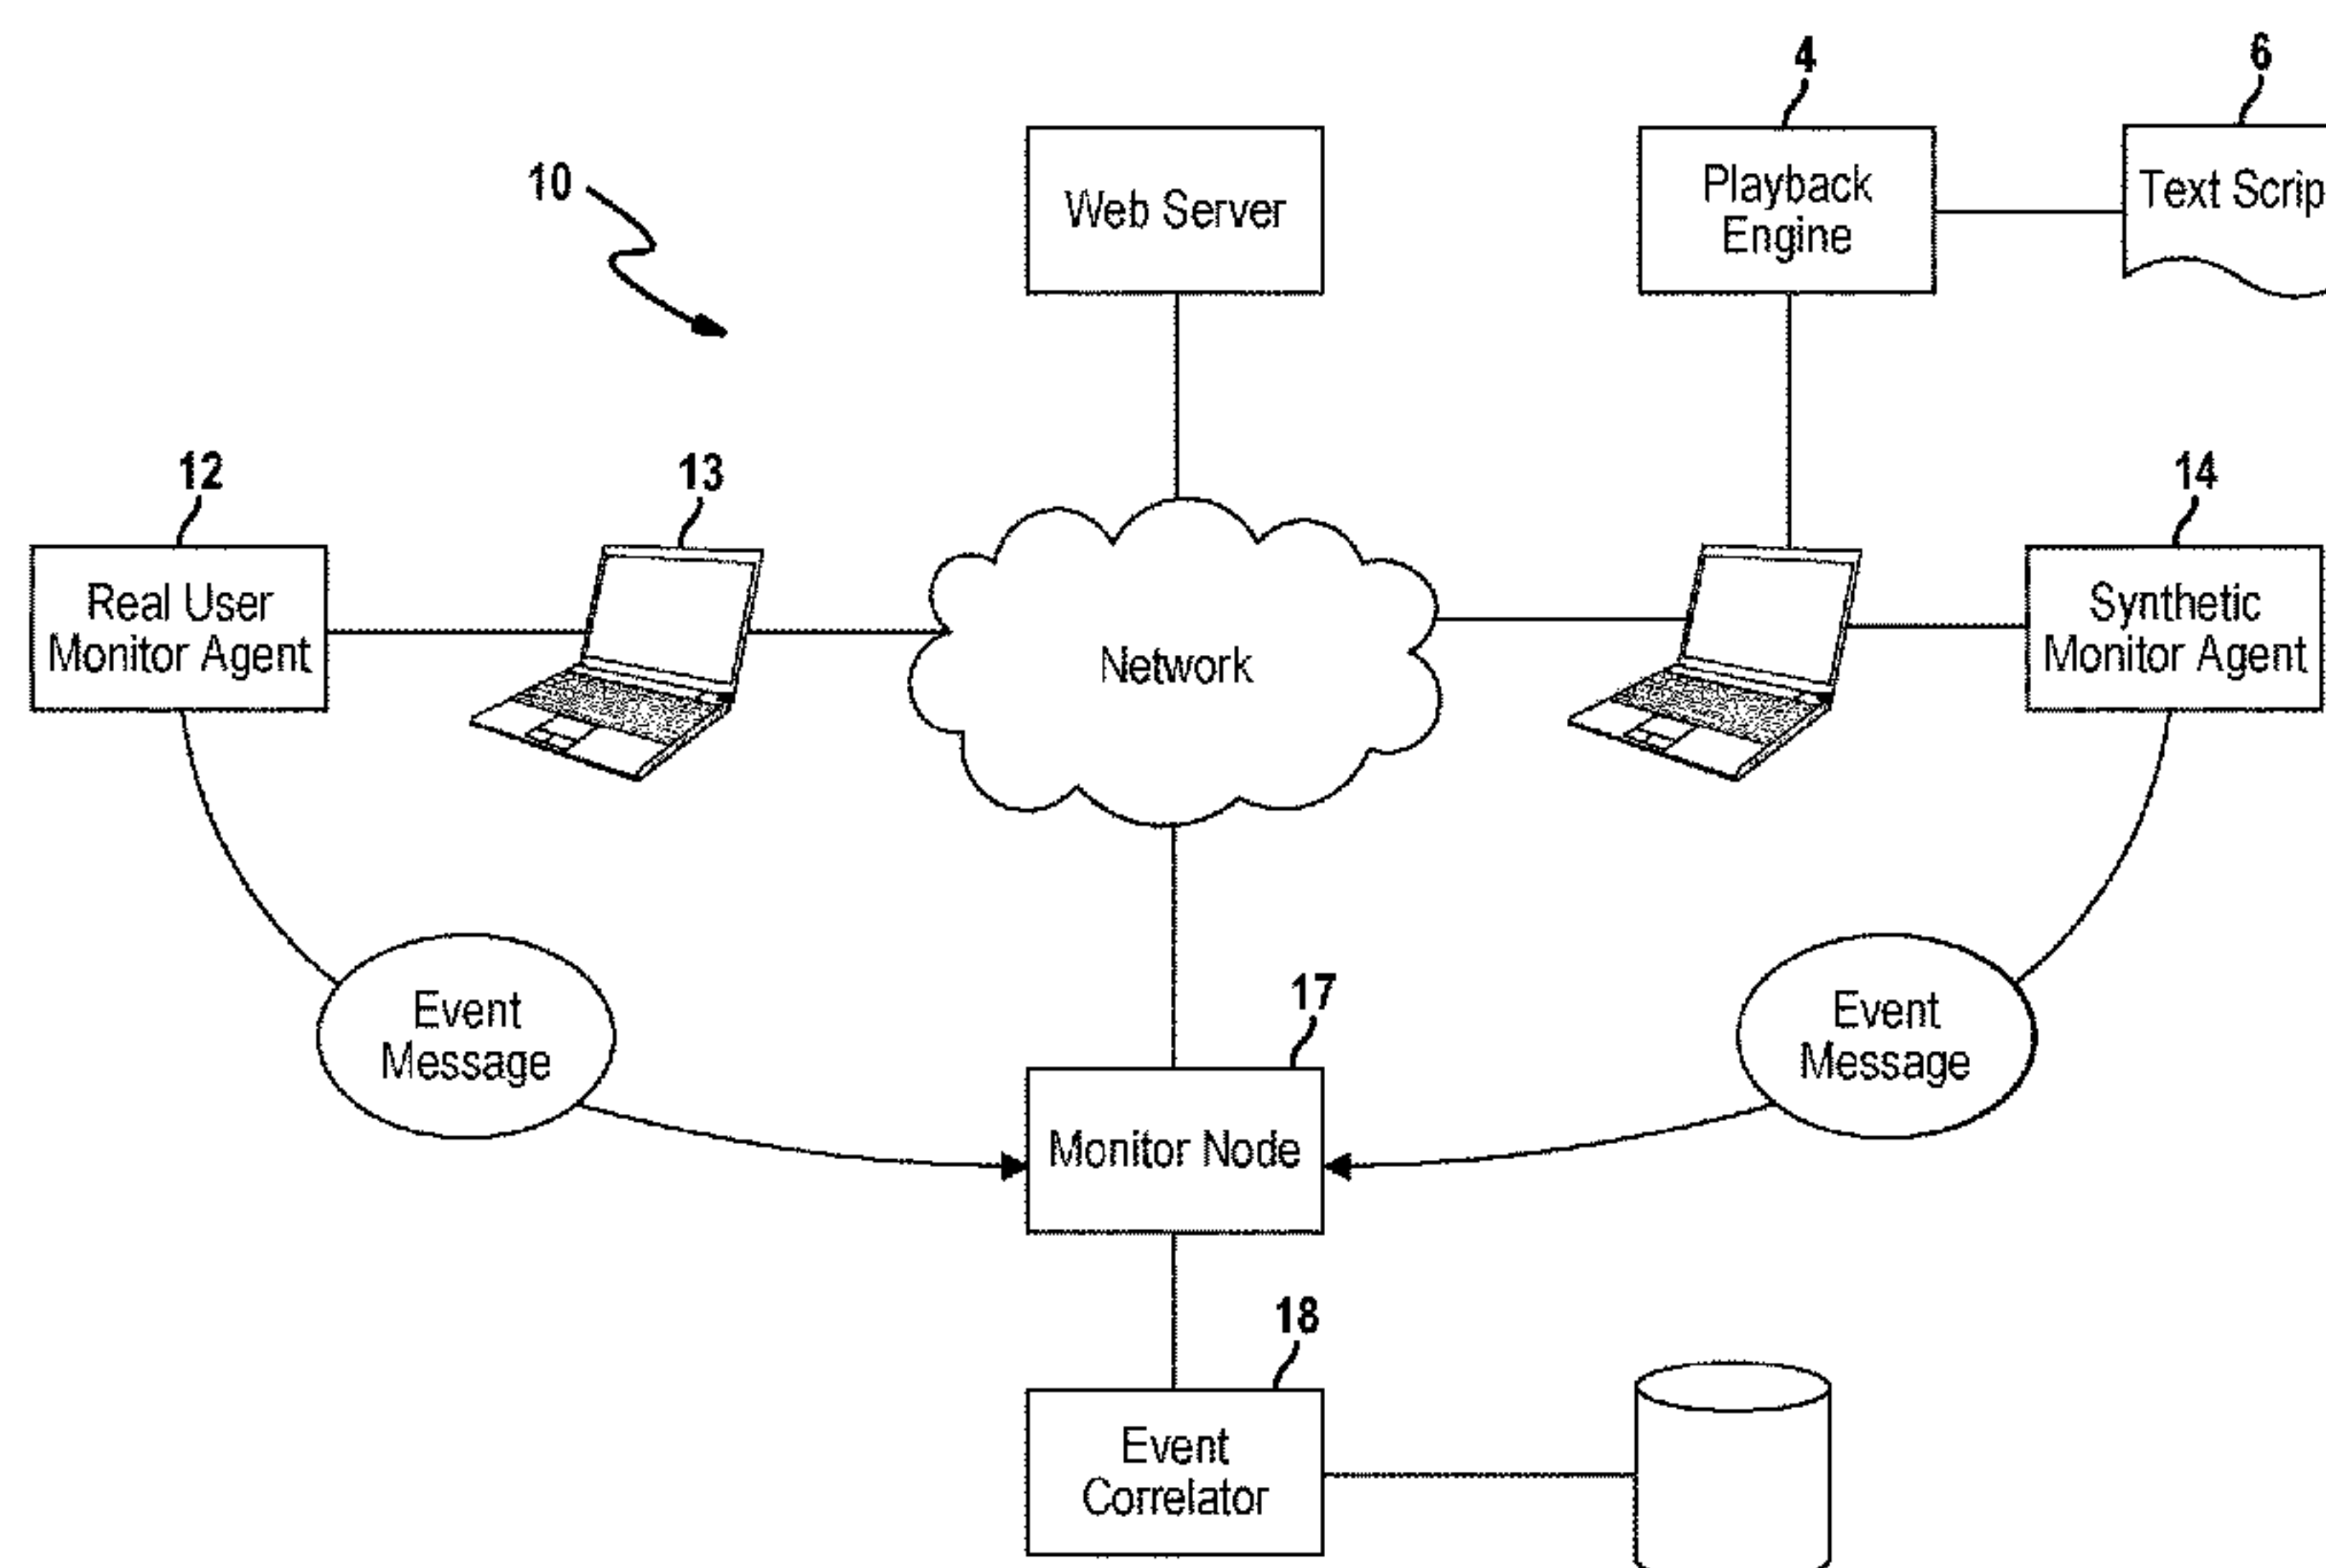 4
6
10
Web Server
Playback
Engine
Text Scrip
12
13
14
Real User
Monitor Agent
Network
Synthetic
Monitor Agent
17
Event
Message
Event
Message
Monitor Node
18
Event
Correlator